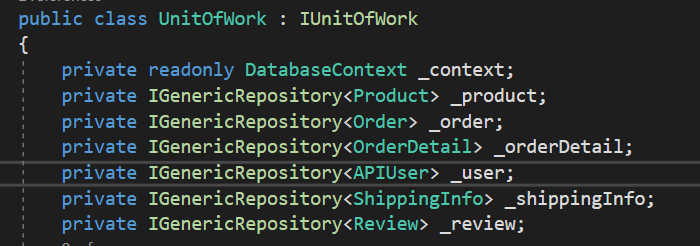 public class UnitOfWork : IUnitOfWork
{
private readonly DatabaseContext _context;
private IGenericRepository<Product> _product;
private IGenericRepository<Order> _order;
private IGenericRepository<OrderDetail> _orderDetail;
private IGenericRepository<APIUser> _user;
private IGenericRepository<ShippingInfo> _shippingInfo;
private IGenericRepository<Review> _review;